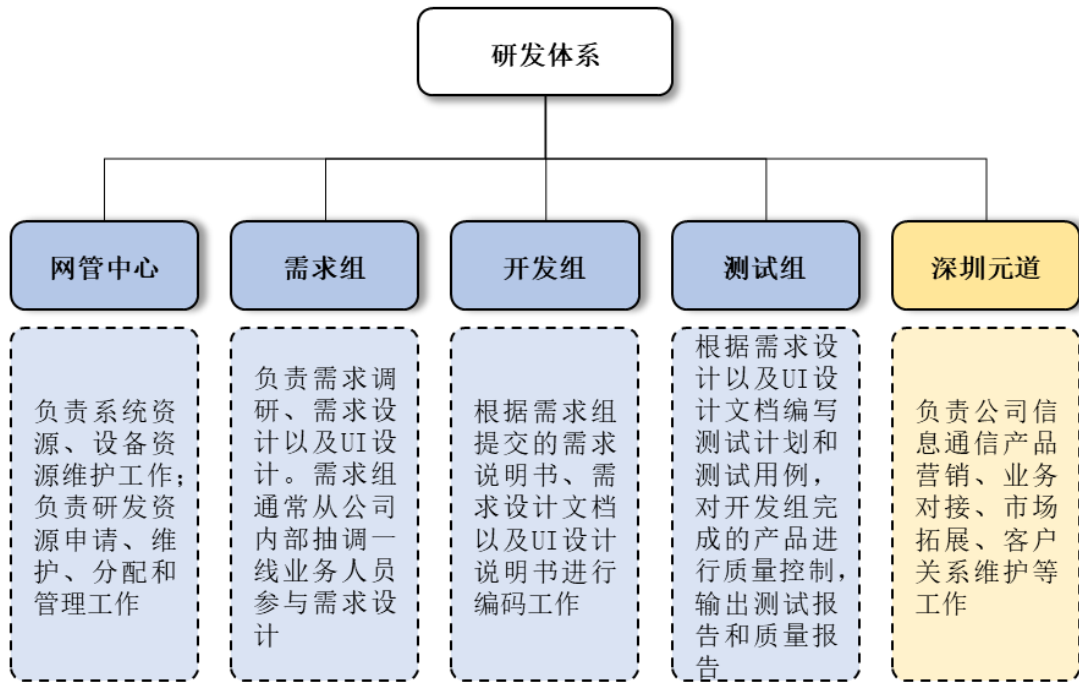 研发体系
网管中心
需求组
开发组
测试组
深圳元道
负责系统资
源、设备资
源维护工作;
负责研发资
源申请、维
护、分配和
管理工作
负责需求调
研、需求设
计以及UI设
计。需求组
通常从公司
内部抽调一
线业务人员
参与需求设
计
根据需求组
提交的需求
说明书、需
求设计文档
以及UI设计
说明书进行
编码工作
根据需求设
计以及UI设
计文档编写
测试计划和
测试用例，
对开发组完
成的产品进
行质量控制，
输出测试报
告和质量报
告
负责公司信
息通信产品
营销、业务
对接、市场
拓展、客户
关系维护等
工作